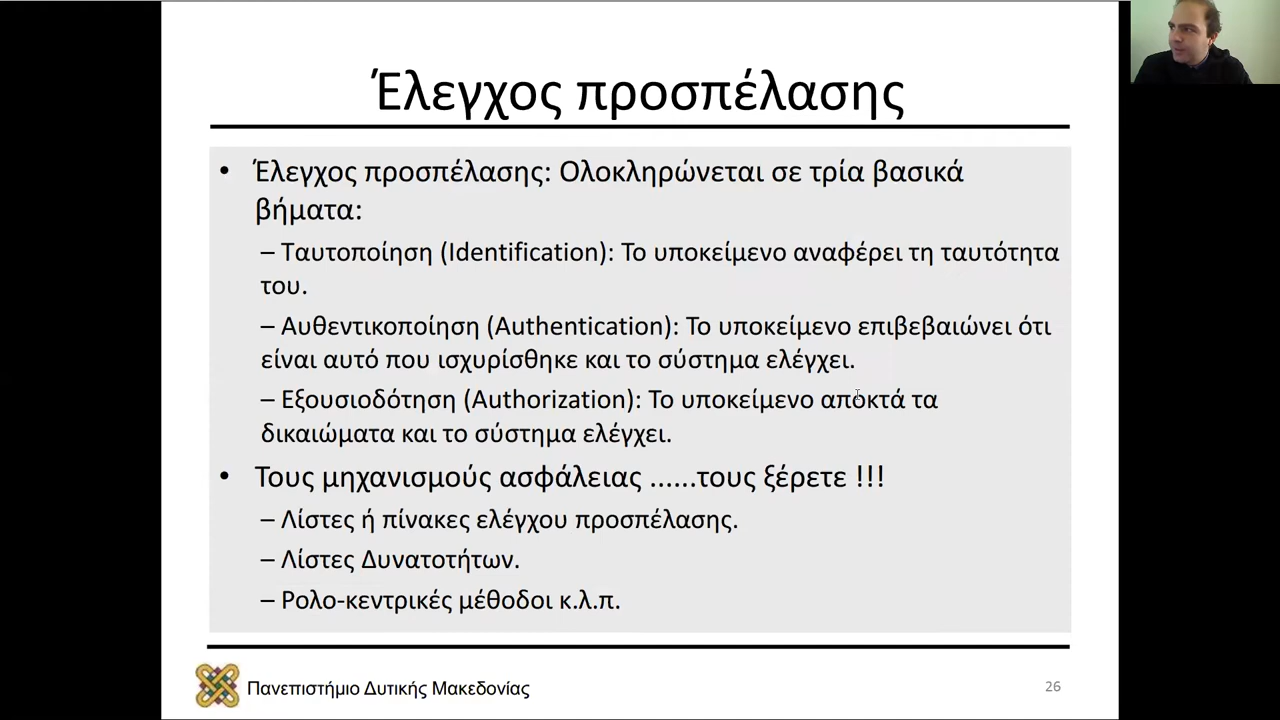 Έλεγχος προσπέλασης
• Έλεγχος προσπέλασης: Ολοκληρώνεται σε τρία βασικά
βήματα:
– Ταυτοποίηση (Identification): Το υποκείμενο αναφέρει τη ταυτότητα
του.
– Αυθεντικοποίηση (Authentication): Το υποκείμενο επιβεβαιώνει ότι
είναι αυτό που ισχυρίσθηκε και το σύστημα ελέγχει.
– Εξουσιοδότηση (Authorization): Το υποκείμενο αποκτά τα
δικαιώματα και το σύστημα ελέγχει.
• Τους μηχανισμούς ασφάλειας ......τους ξέρετε !!!
– Λίστες ή πίνακες ελέγχου προσπέλασης.
– Λίστες Δυνατοτήτων.
– Ρολο-κεντρικές μέθοδοι κ.λ.π.
Πανεπιστήμιο Δυτικής Μακεδονίας
26